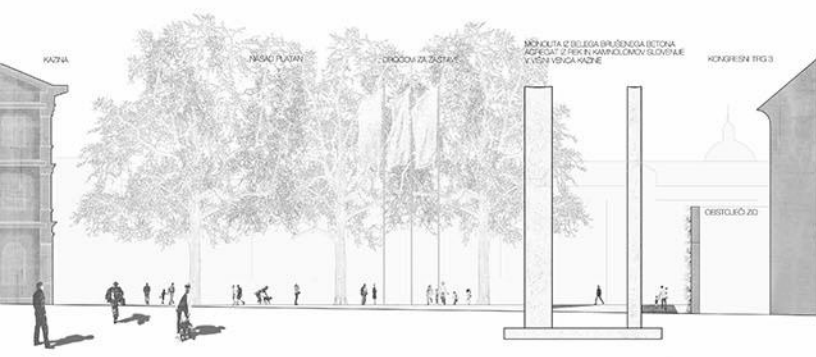 KAZINA
NASAD PLATAN
DROGOVI ZA ZASTAVE
MONOLITA IZ BELEGA BRUŠENEGA BETONA
AGREGAT IZ REK IN KAMNOLOMOV SLOVENIJE
V VIŠINI VENCA KAZINE
KONGRESNI TRG 3
OBSTOJEČI ZID